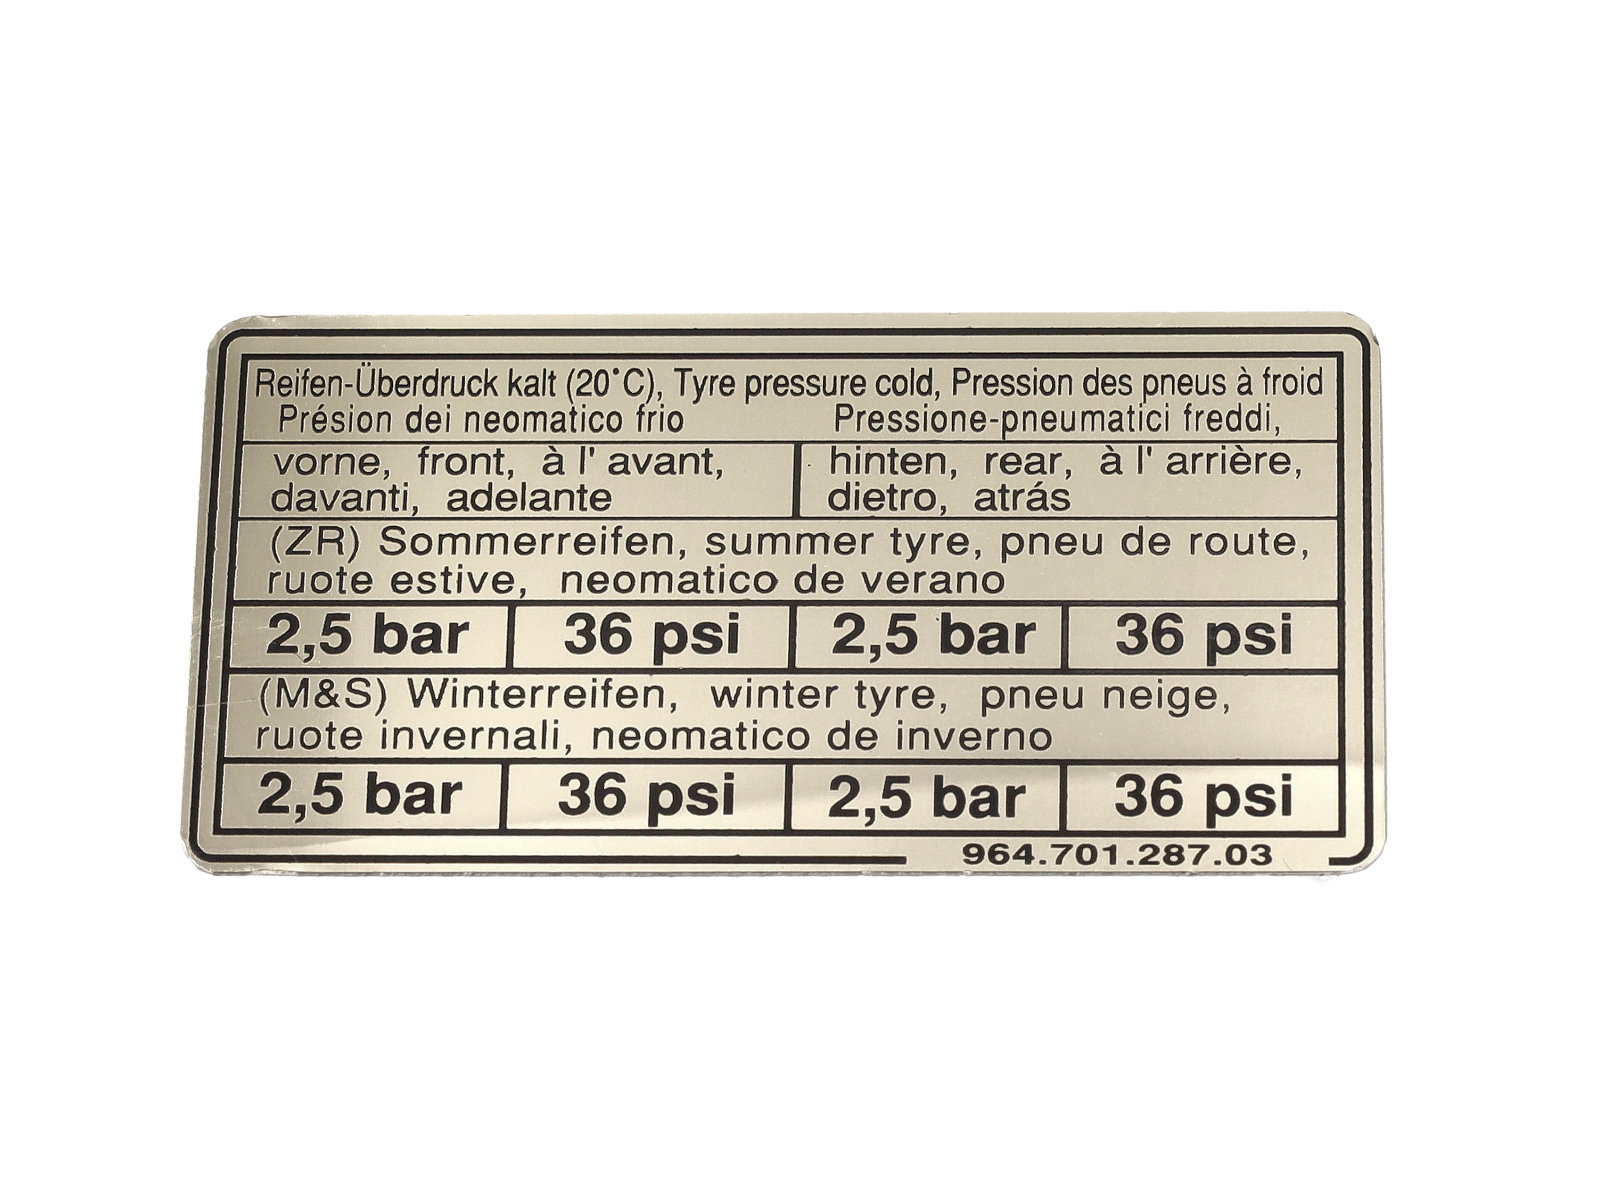 Reifen-Überdruck kalt (20°C), Tyre pressure cold, Pression des pneus à froid
Présion dei neomatico frio Pressione-pneumatici freddi,
vorne, front, à l' avant,
davanti, adelante
hinten, rear, à l' arrière,
dietro, atrás
(ZR) Sommerreifen, summer tyre, pneu de route,
ruote estive, neomatico de verano
2,5 bar 36 psi 2,5 bar 36 psi
(M&S) Winterreifen, winter tyre, pneu neige,
ruote invernali, neomatico de inverno
2,5 bar 36 psi 2,5 bar 36 psi
964.701.287.03